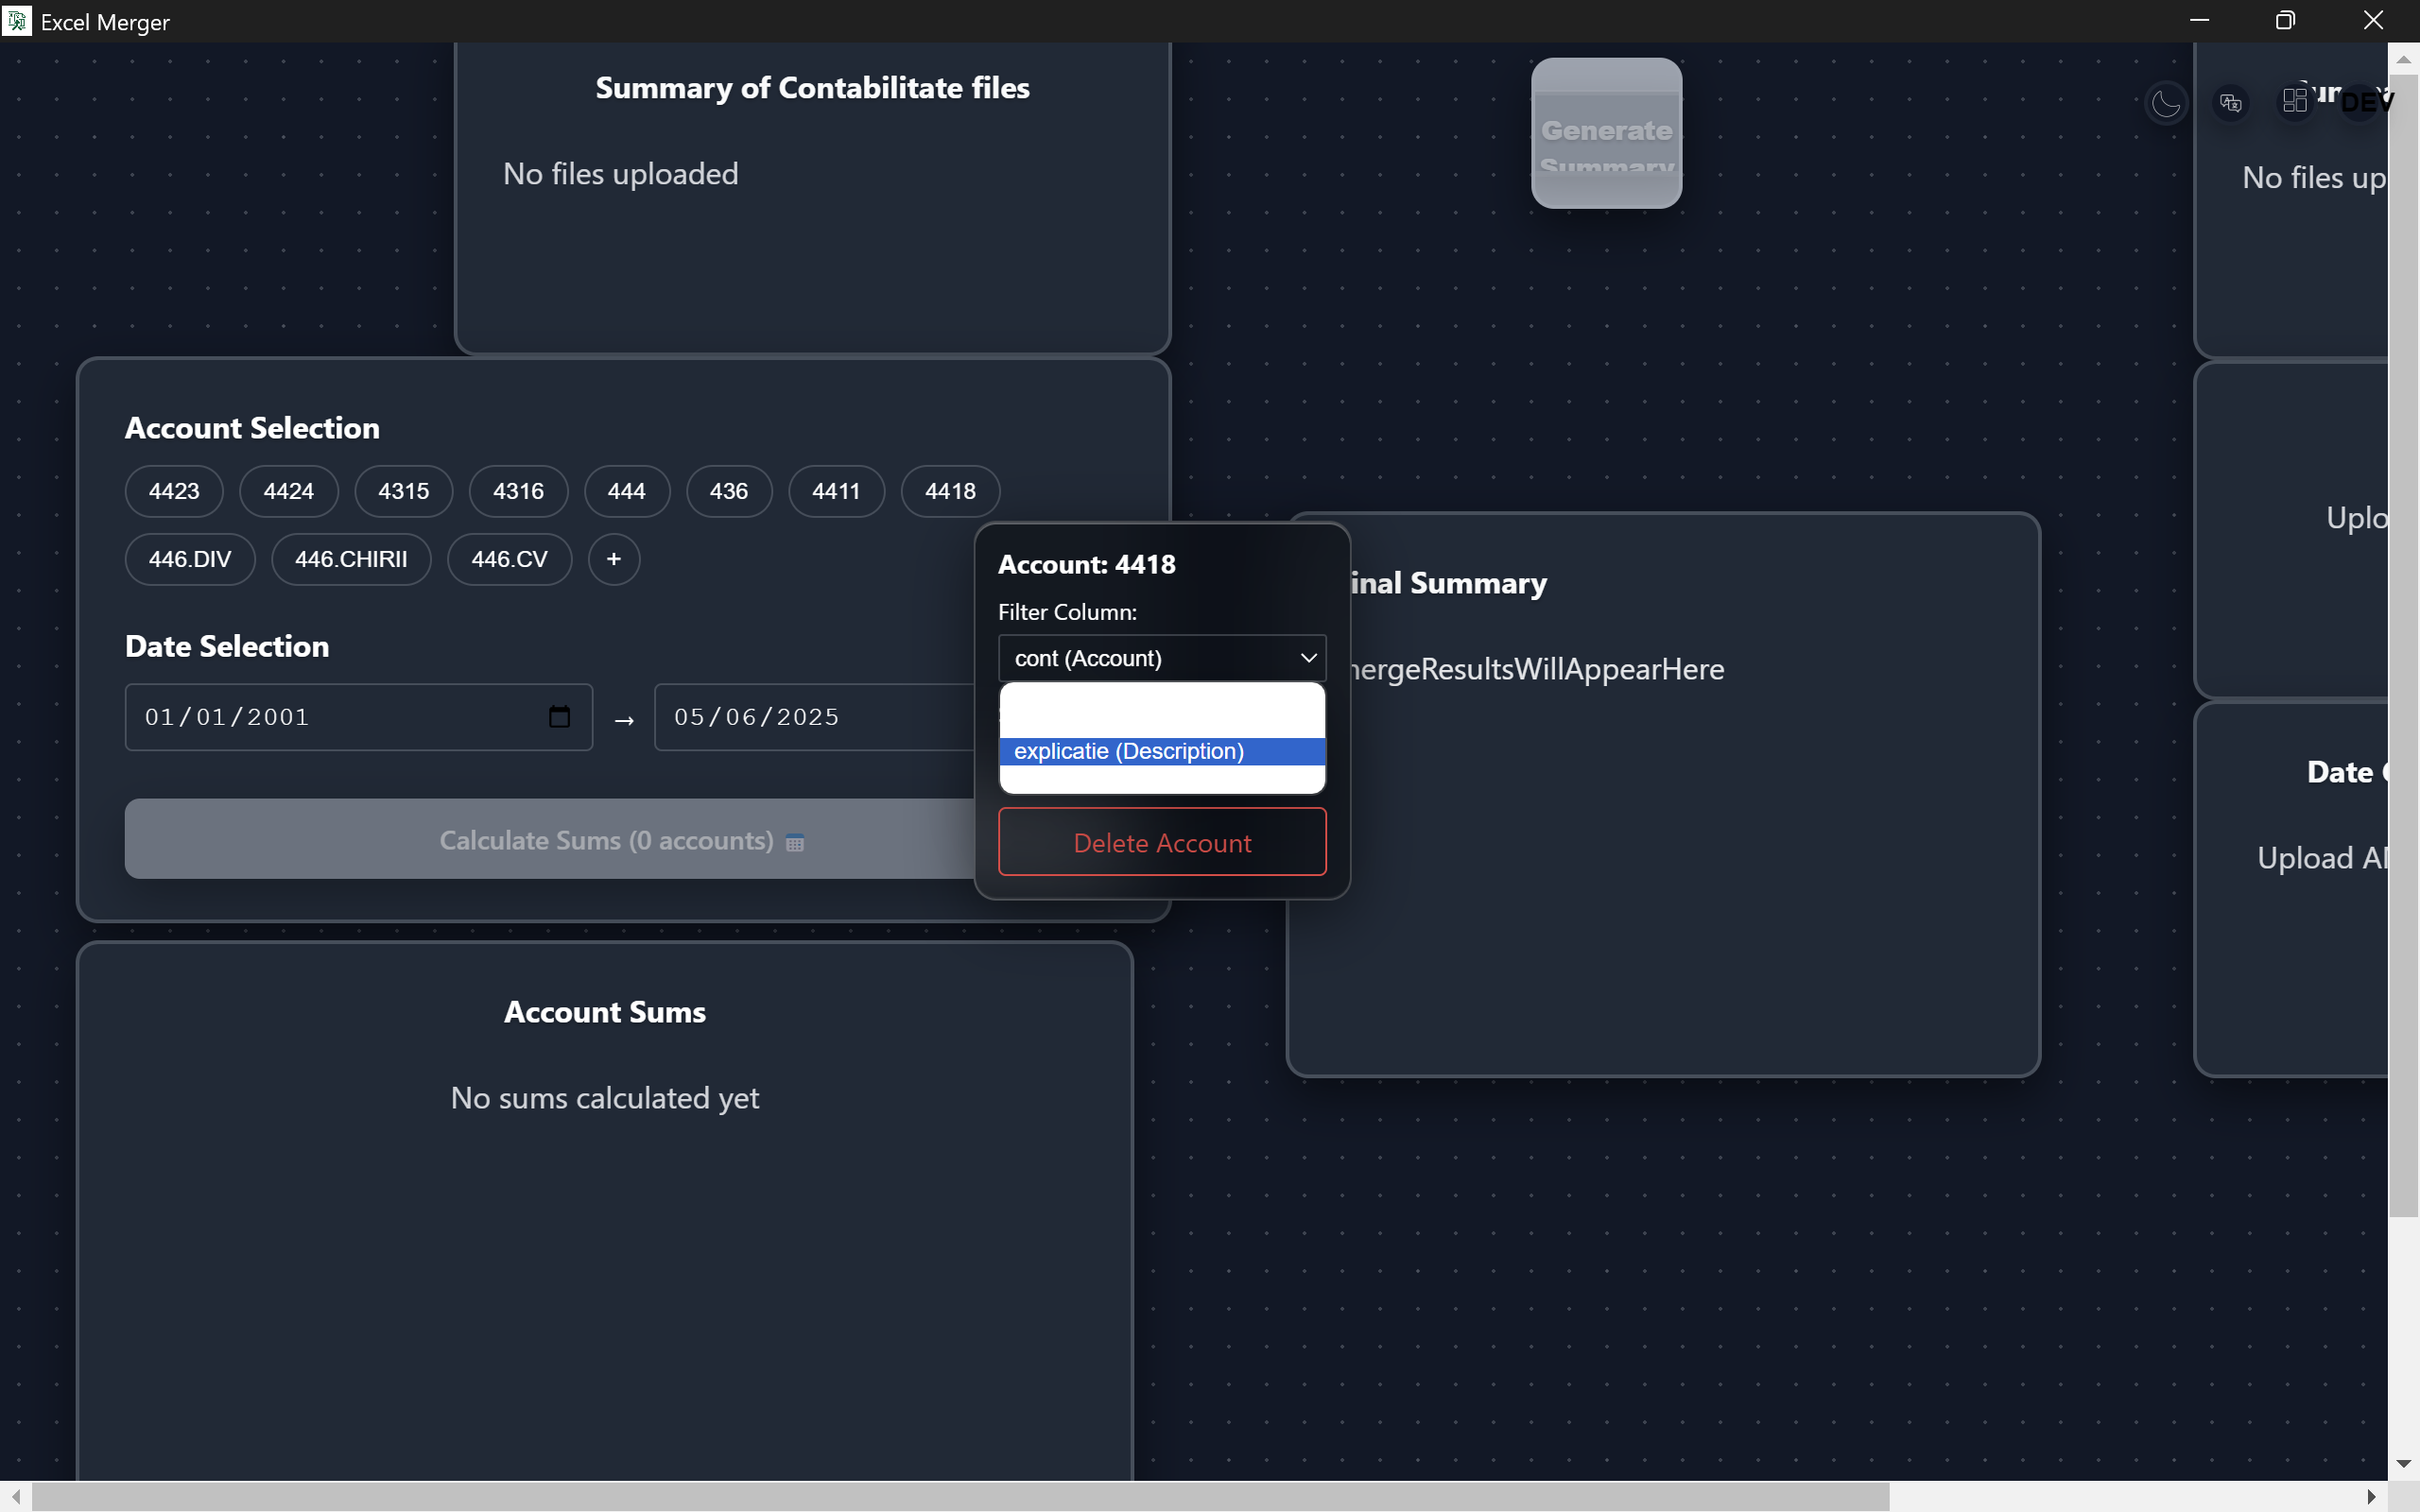 Excel Merger
Summary of Contabilitate files
No files uploaded
Generate
Summary
DEV
No files up
Account Selection
4423
4424
4315
4316
444
436
4411
4418
446.DIV
446.CHIRII
446.CV
+
Date Selection
01/01/2001
→
05/06/2025
Calculate Sums (0 accounts)
Account: 4418
Filter Column:
cont (Account)
explicatie (Description)
Delete Account
inal Summary
mergeResultsWillAppearHere
Uplo
Date
Upload Al
Account Sums
No sums calculated yet